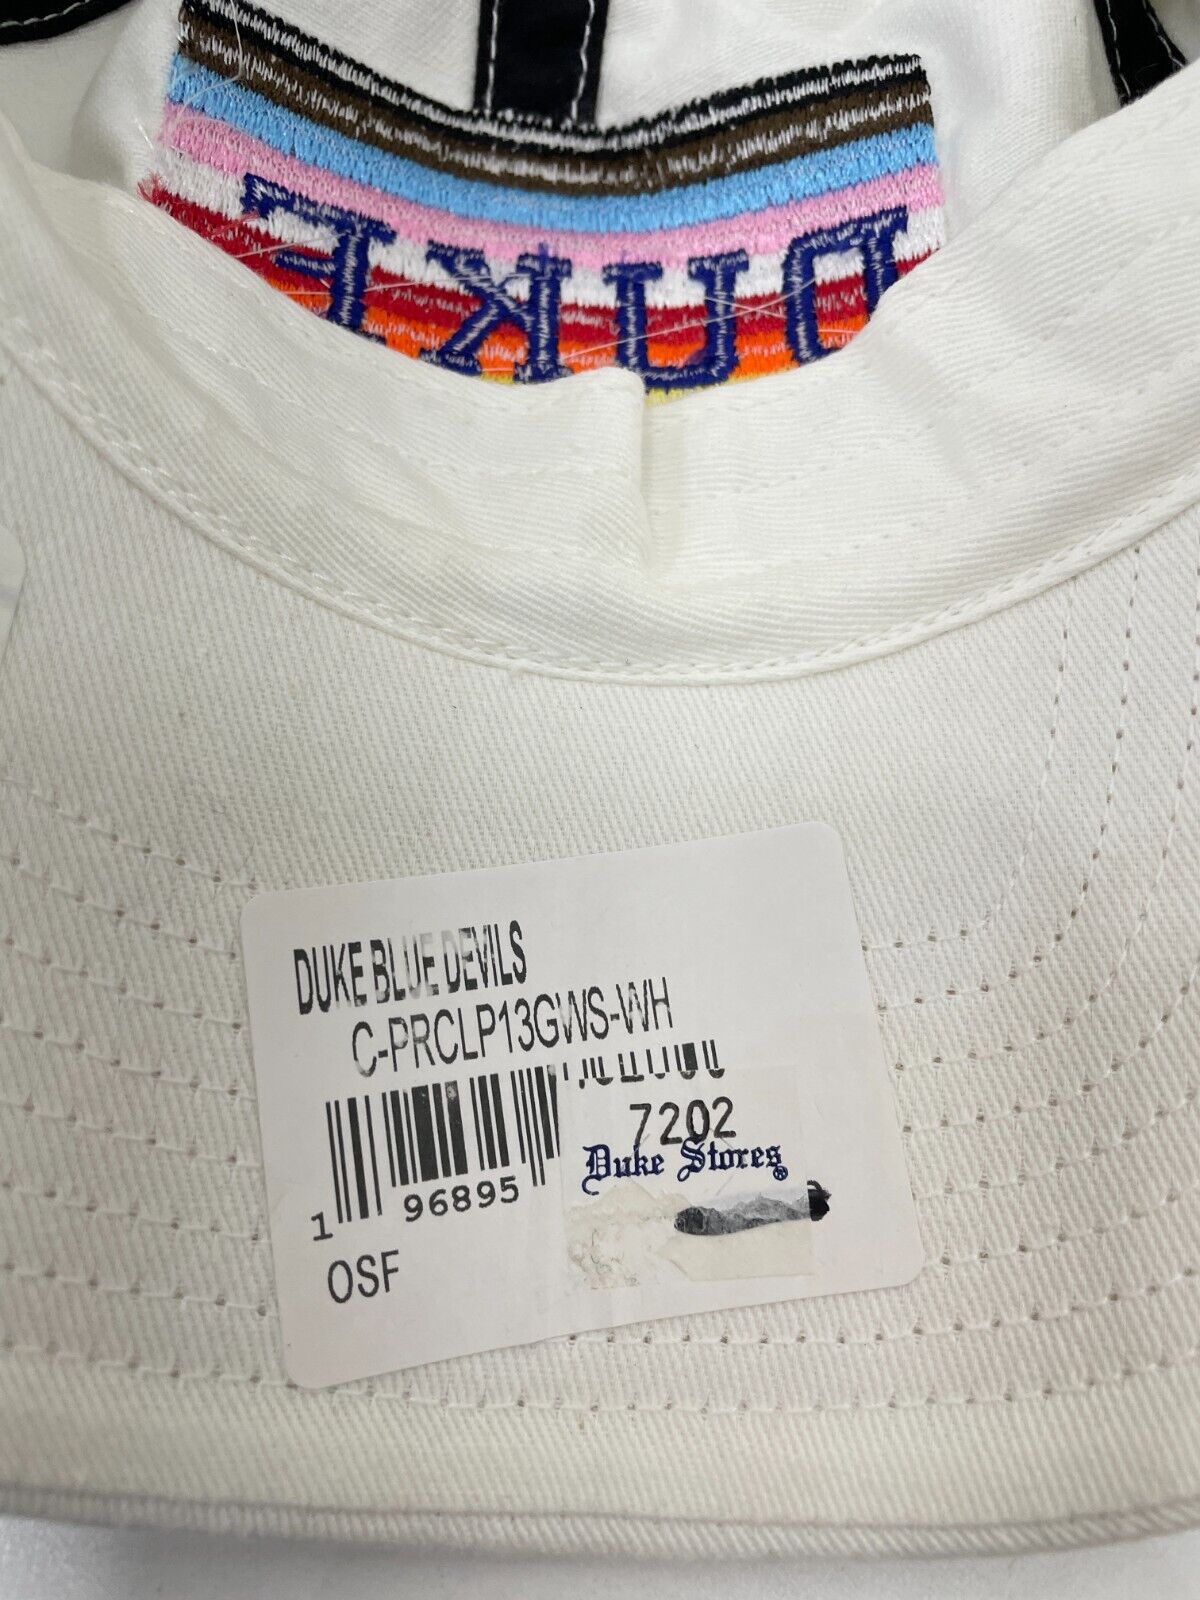 DUKE
DUKE BLUE DEVILS
C-PRCLP13GWS-WH
7202
Duke Stores®
1 96895
OSF